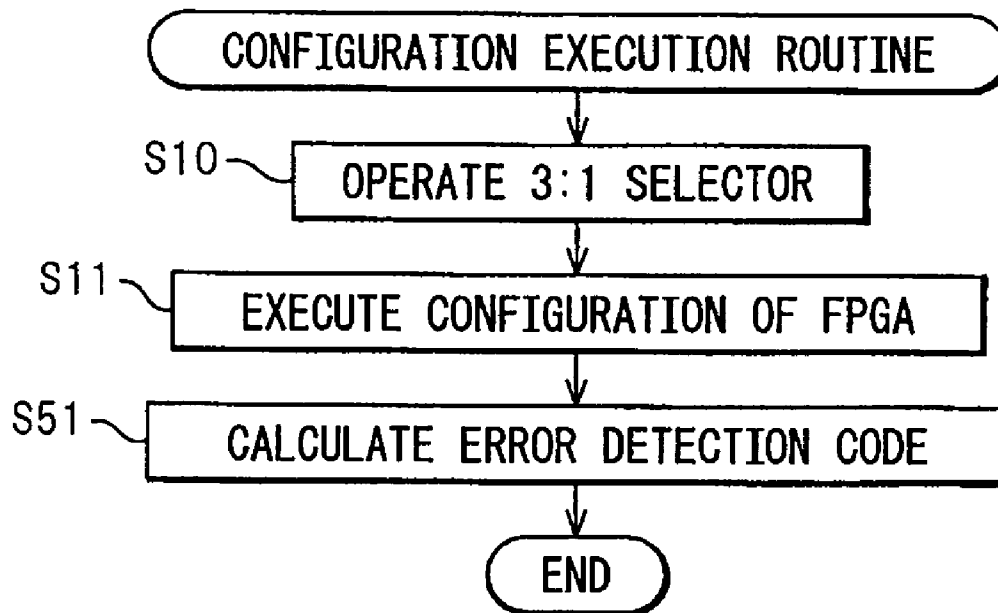 CONFIGURATION EXECUTION ROUTINE
S10
OPERATE 3:1 SELECTOR
S11
EXECUTE CONFIGURATION OF FPGA
S51
CALCULATE ERROR DETECTION CODE
END